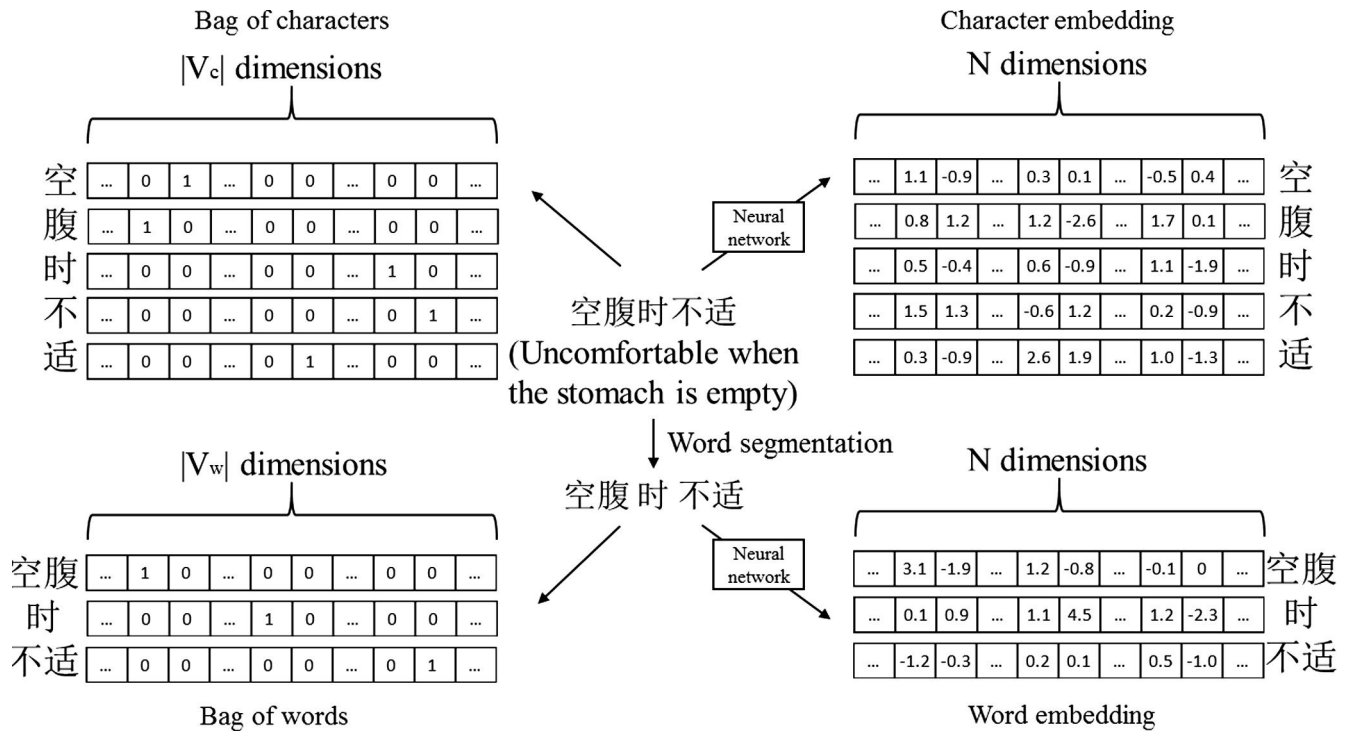 Bag of characters
|Vc| dimensions
空 ... 0 1 ... 0 0 ... 0 0 ...
腹 ... 1 0 ... 0 0 ... 0 0 ...
时 ... 0 0 ... 0 0 ... 1 0 ...
不 ... 0 0 ... 0 0 ... 0 1 ...
适 ... 0 0 ... 0 1 ... 0 0 ...
Character embedding
N dimensions
... 1.1 -0.9 ... 0.3 0.1 ... -0.5 0.4 ... 空
... 0.8 1.2 ... 1.2 -2.6 ... 1.7 0.1 ... 腹
... 0.5 -0.4 ... 0.6 -0.9 ... 1.1 -1.9 ... 时
... 1.5 1.3 ... -0.6 1.2 ... 0.2 -0.9 ... 不
... 0.3 -0.9 ... 2.6 1.9 ... 1.0 -1.3 ... 适
Neural
network
空腹时不适
(Uncomfortable when
the stomach is empty)
Word segmentation
空腹 时 不适
Neural
network
|Vw| dimensions
空腹 ... 1 0 ... 0 0 ... 0 0 ...
时 ... 0 0 ... 1 0 ... 0 0 ...
不适 ... 0 0 ... 0 0 ... 0 1 ...
Bag of words
N dimensions
... 3.1 -1.9 ... 1.2 -0.8 ... -0.1 0 ... 空腹
... 0.1 0.9 ... 1.1 4.5 ... 1.2 -2.3 ... 时
... -1.2 -0.3 ... 0.2 0.1 ... 0.5 -1.0 ... 不适
Word embedding